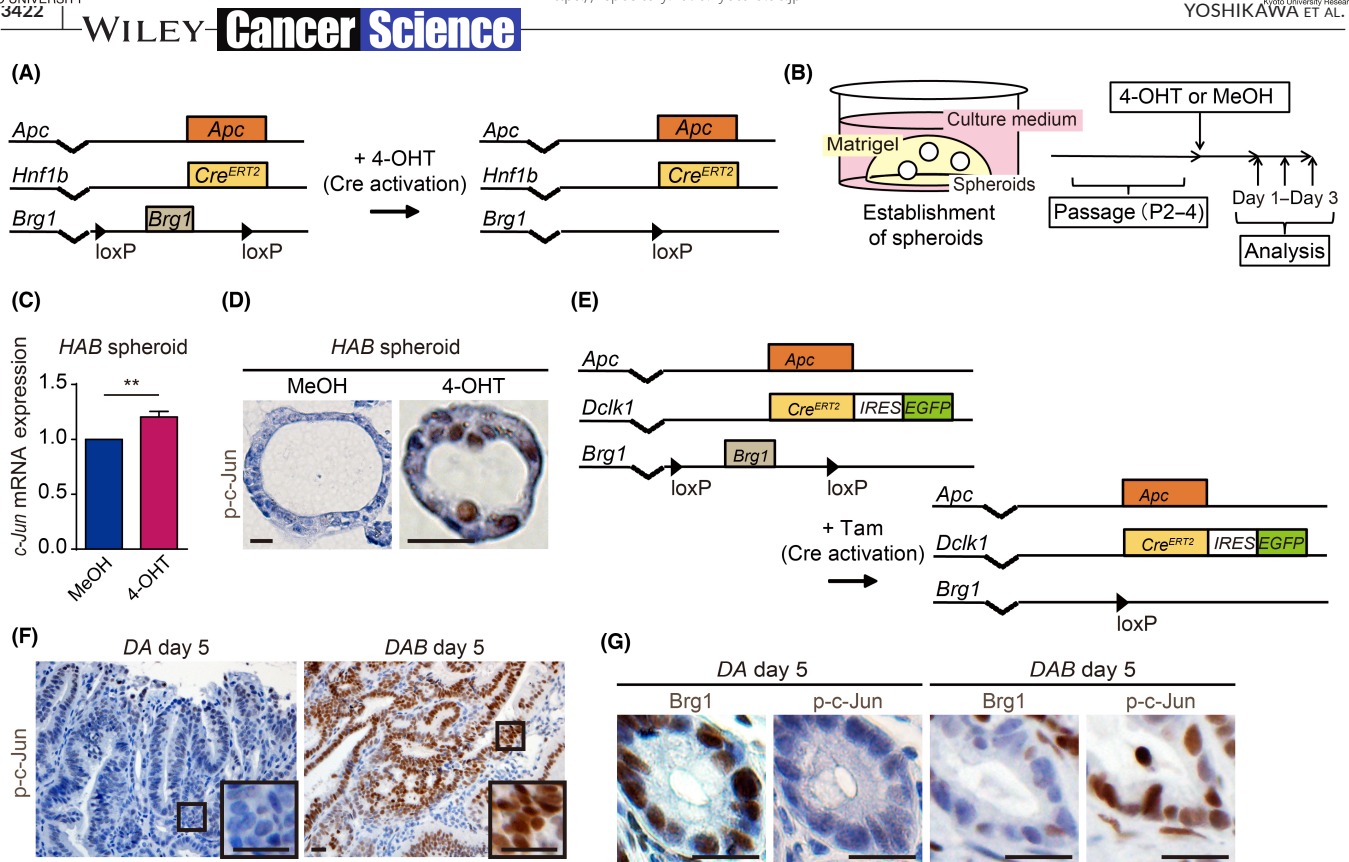 3422
WILEY Cancer Science
YOSHIKAWA ET AL.
(A)
Apc
Apc
Hnf1b
CreERT2
Brg1
Brg1
loxP
loxP
+ 4-OHT
(Cre activation)
Apc
Apc
Hnf1b
CreERT2
Brg1
loxP
(B)
Culture medium
Matrigel
Spheroids
Establishment
of spheroids
4-OHT or MeOH
Passage (P2–4)
Day 1–Day 3
Analysis
(C)
HAB spheroid
c-Jun mRNA expression
1.5
1.0
0.5
0.0
**
MeOH
4-OHT
(D)
HAB spheroid
MeOH
4-OHT
p-c-Jun
(E)
Apc
Apc
Dclk1
CreERT2 IRES EGFP
Brg1
Brg1
loxP
loxP
+ Tam
(Cre activation)
Apc
Apc
Dclk1
CreERT2 IRES EGFP
Brg1
loxP
(F)
DA day 5
DAB day 5
p-c-Jun
(G)
DA day 5
DAB day 5
Brg1
p-c-Jun
Brg1
p-c-Jun